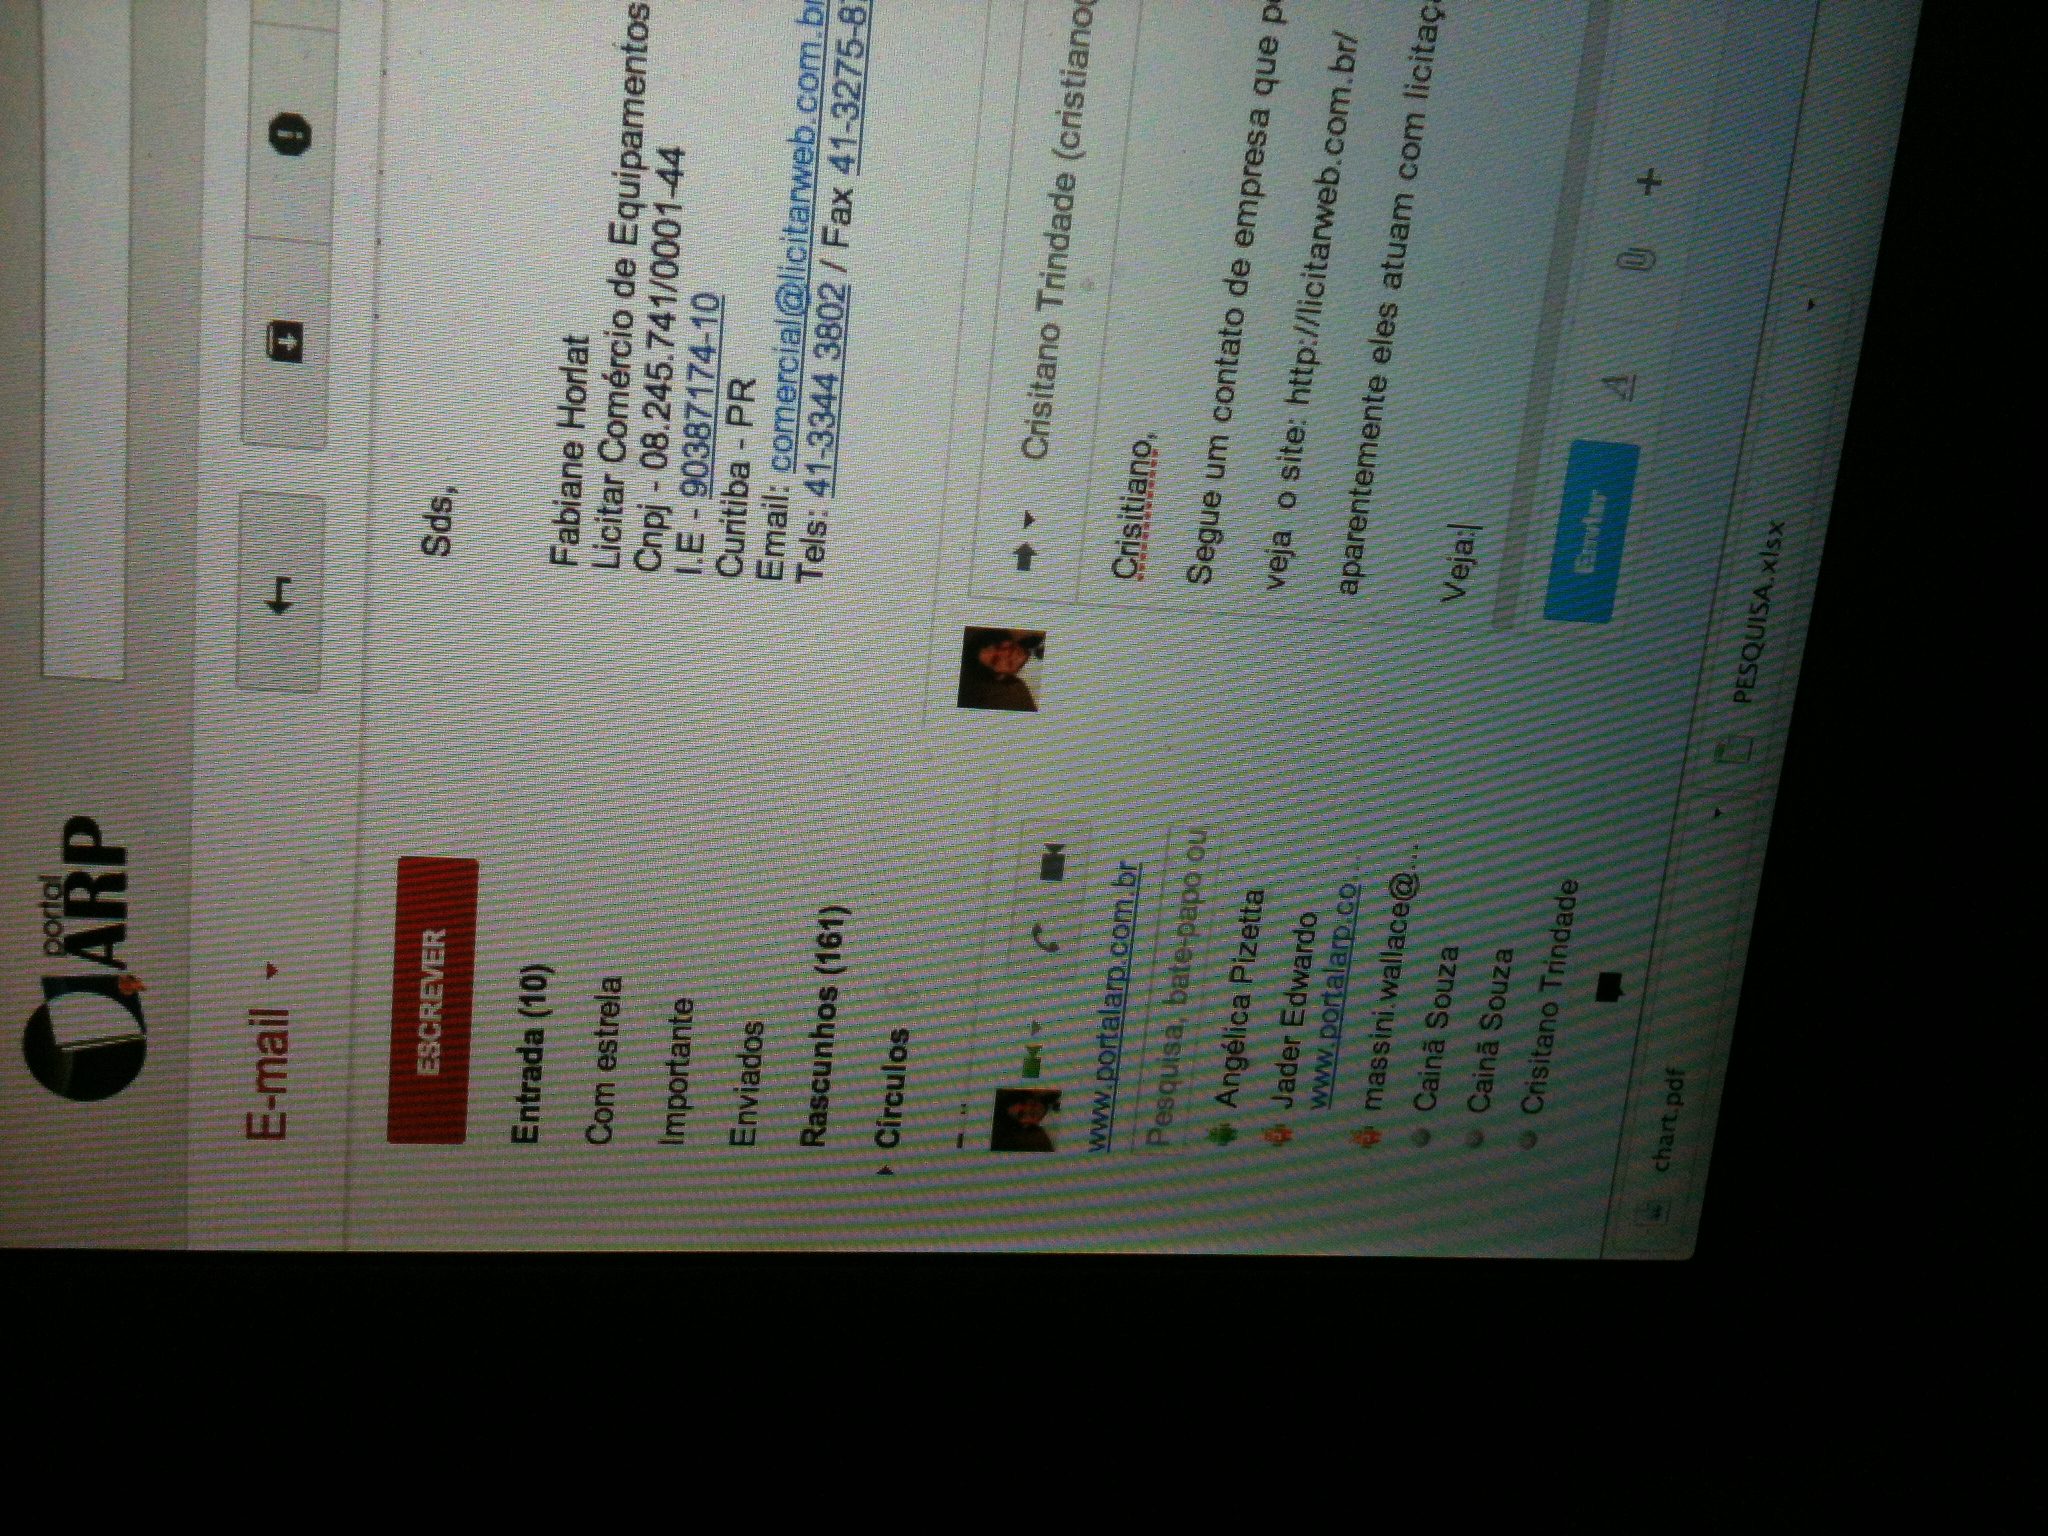 portal
ARP
E-mail
ESCREVER
Entrada (10)
Com estrela
Importante
Enviados
Rascunhos (161)
Círculos
www.portalarp.com.br
Pesquisa, bate-papo ou
Angélica Pizetta
Jader Edwardo
www.portalarp.co...
massini.wallace@...
Cainã Souza
Cainã Souza
Crisitano Trindade
Sds,
Fabiane Horlat
Licitar Comércio de Equipamentos
Cnpj - 08.245.741/0001-44
I.E - 90387174-10
Curitiba - PR
Email: comercial@licitarweb.com.br
Tels: 41-3344 3802 / Fax 41-3275-8
Crisitano Trindade (cristiano
Crisitiano,
Segue um contato de empresa que
veja o site: http://licitarweb.com.br/
aparentemente eles atuam com licitaç
Veja:
Enviar
A
chart.pdf
PESQUISA.xlsx